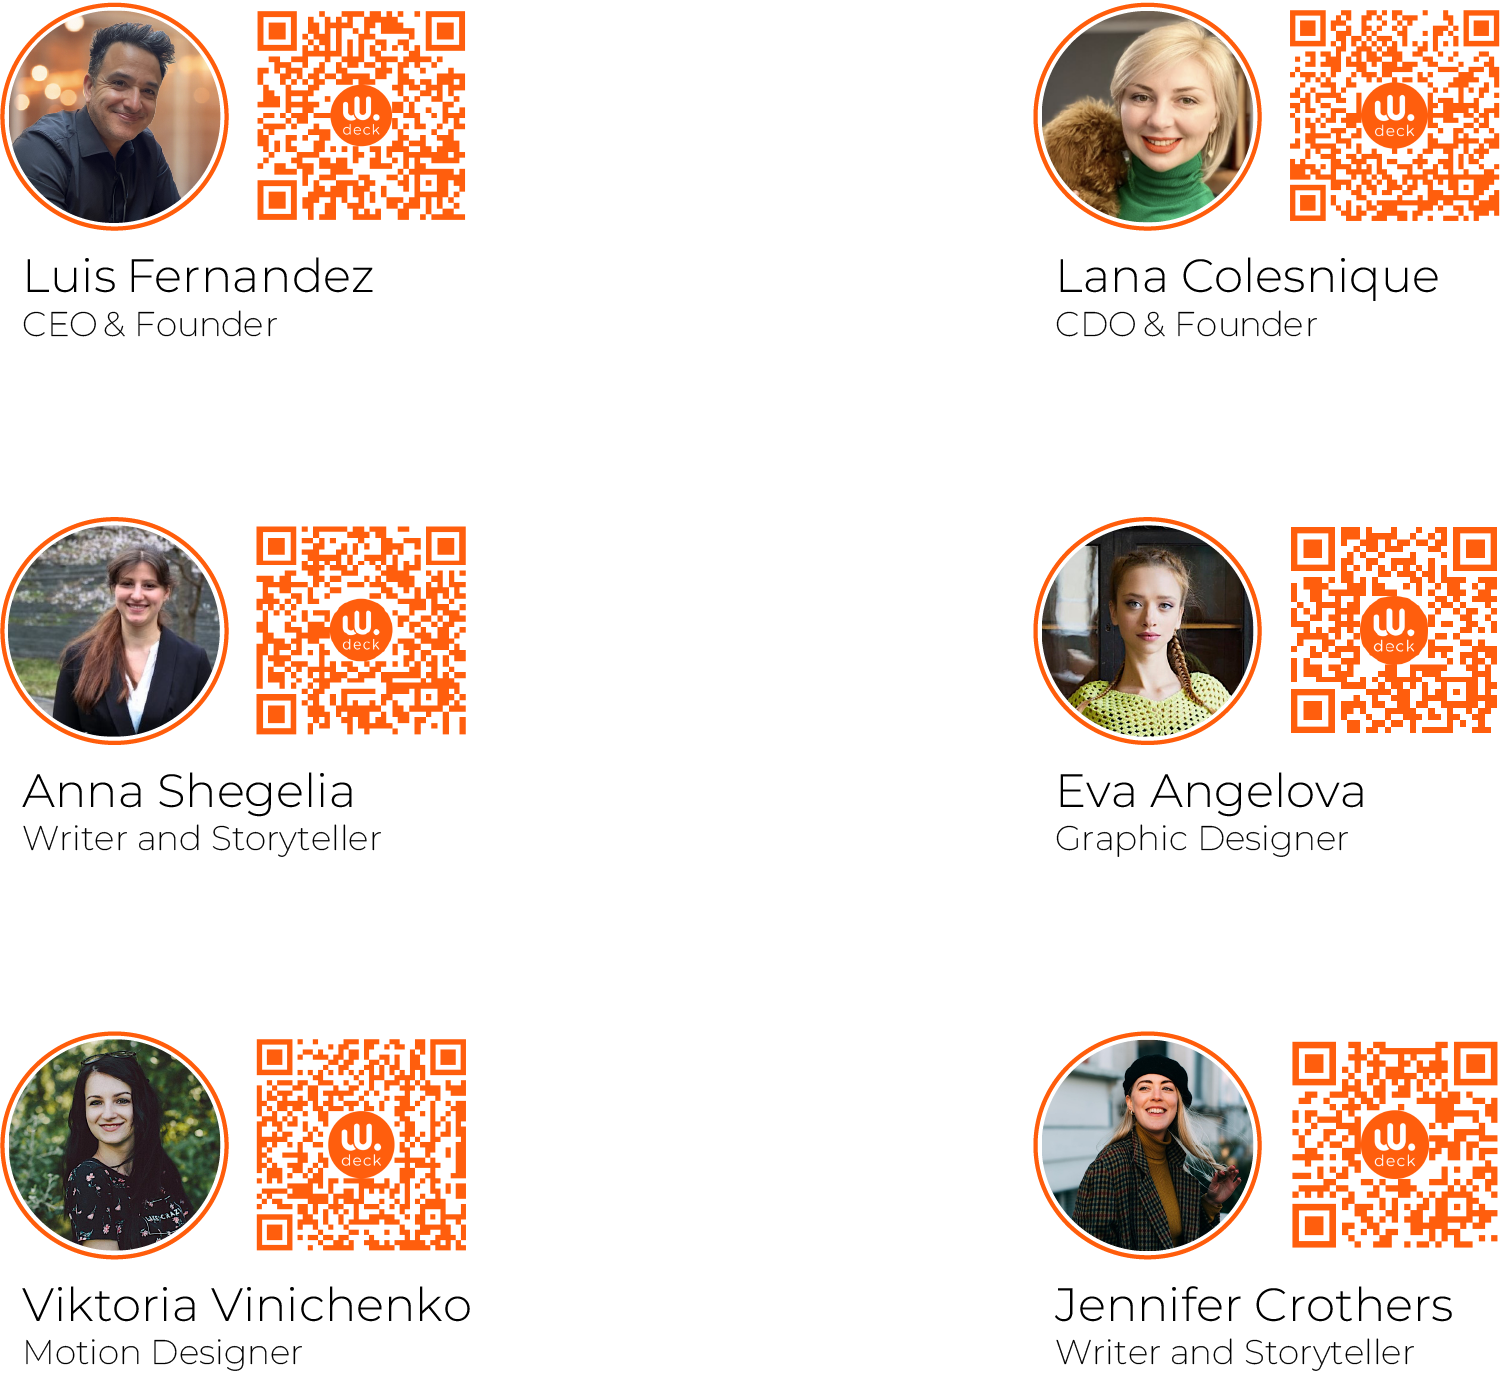 W.
deck
W.
deck
Luis Fernandez
CEO & Founder
Lana Colesnique
CDO & Founder
W.
deck
W.
deck
Anna Shegelia
Writer and Storyteller
Eva Angelova
Graphic Designer
W.
deck
W.
deck
Viktoria Vinichenko
Motion Designer
Jennifer Crothers
Writer and Storyteller